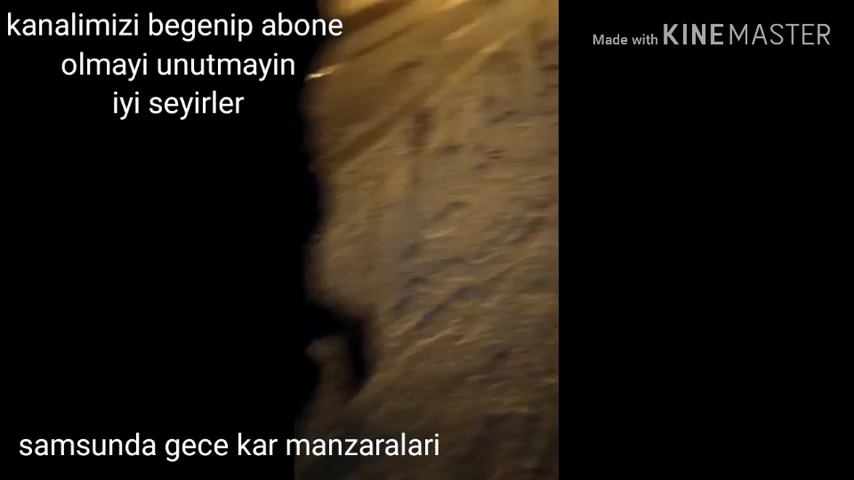 kanalimizi begenip abone
olmayi unutmayin
iyi seyirler
Made with KINEMASTER
samsunda gece kar manzaralari